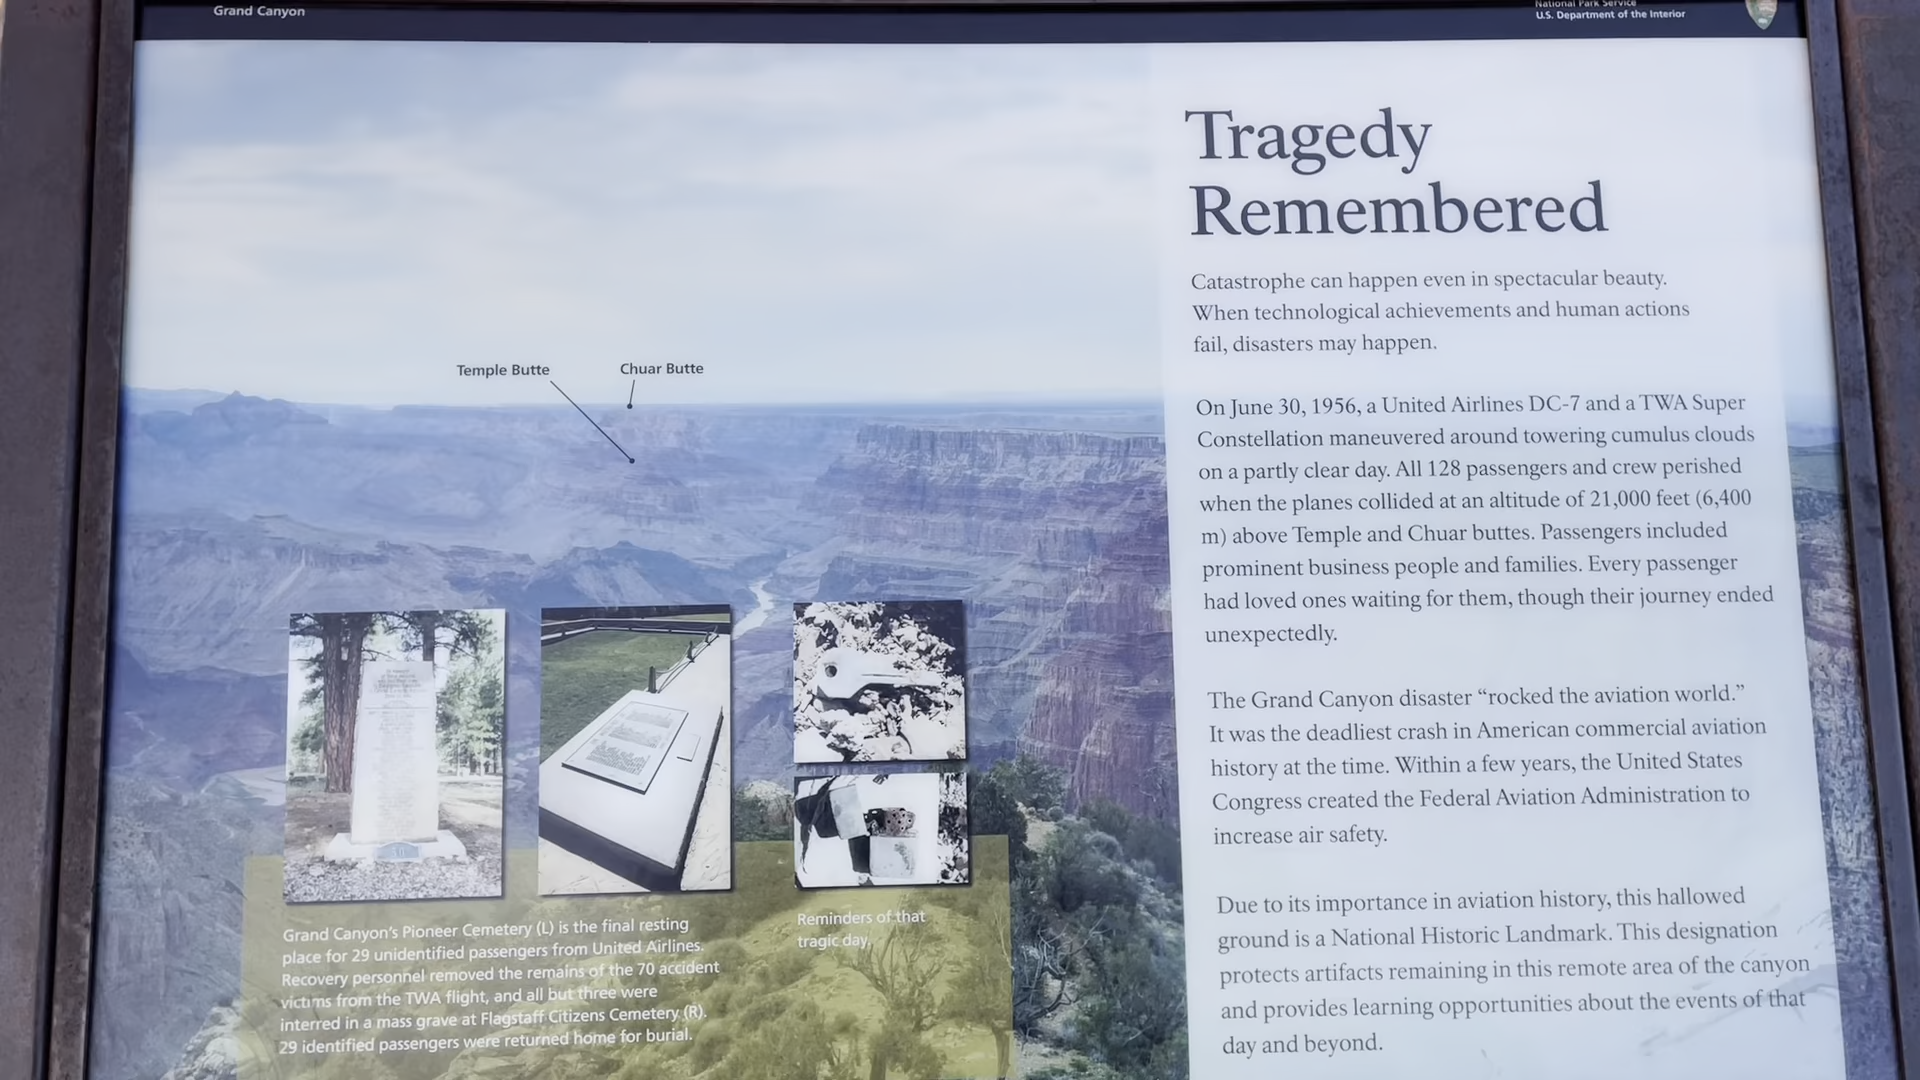 Grand Canyon
National Park Service
U.S. Department of the Interior
Tragedy
Remembered
Catastrophe can happen even in spectacular beauty.
When technological achievements and human actions
fail, disasters may happen.
On June 30, 1956, a United Airlines DC-7 and a TWA Super
Constellation maneuvered around towering cumulus clouds
on a partly clear day. All 128 passengers and crew perished
when the planes collided at an altitude of 21,000 feet (6,400
m) above Temple and Chuar buttes. Passengers included
prominent business people and families. Every passenger
had loved ones waiting for them, though their journey ended
unexpectedly.
The Grand Canyon disaster “rocked the aviation world.”
It was the deadliest crash in American commercial aviation
history at the time. Within a few years, the United States
Congress created the Federal Aviation Administration to
increase air safety.
Due to its importance in aviation history, this hallowed
ground is a National Historic Landmark. This designation
protects artifacts remaining in this remote area of the canyon
and provides learning opportunities about the events of that
day and beyond.
Temple Butte
Chuar Butte
Grand Canyon’s Pioneer Cemetery (L) is the final resting
place for 29 unidentified passengers from United Airlines.
Recovery personnel removed the remains of the 70 accident
victims from the TWA flight, and all but three were
interred in a mass grave at Flagstaff Citizens Cemetery (R).
29 identified passengers were returned home for burial.
Reminders of that
tragic day.